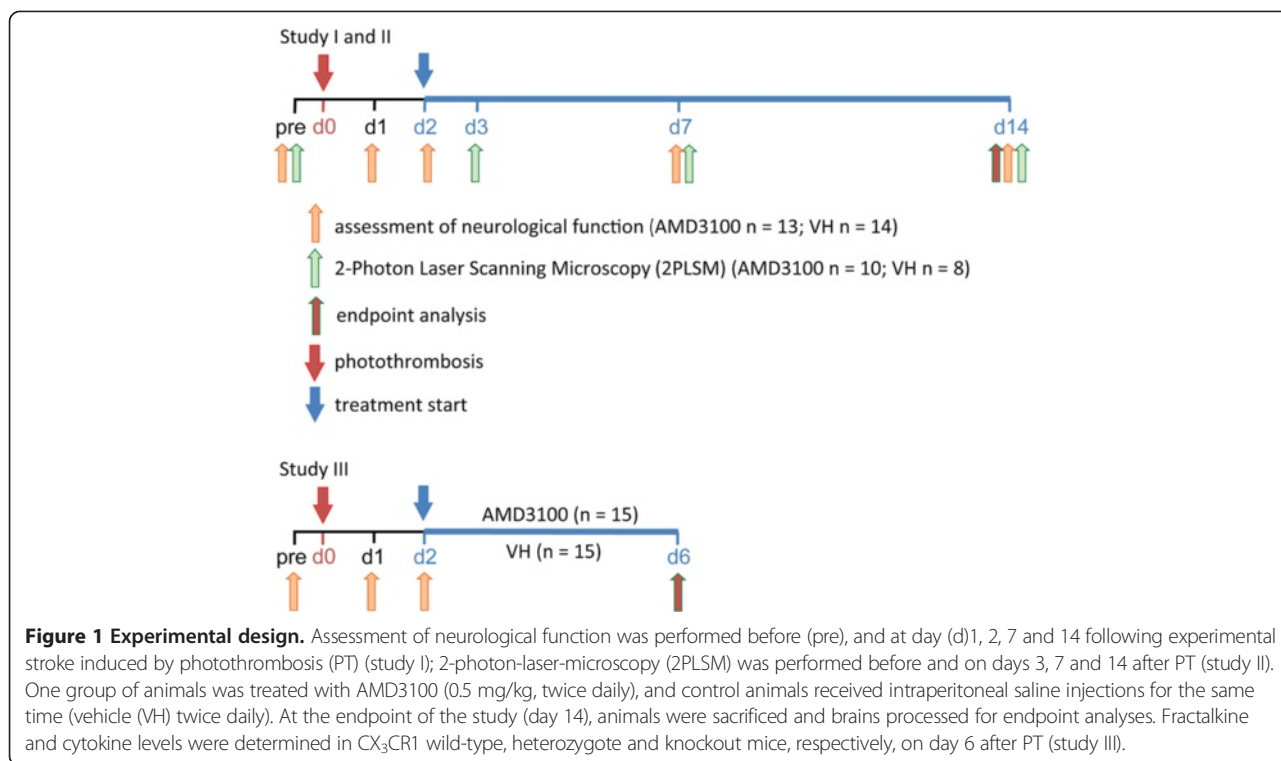 Study I and II
pre d0 d1 d2 d3 d7 d14
assessment of neurological function (AMD3100 n = 13; VH n = 14)
2-Photon Laser Scanning Microscopy (2PLSM) (AMD3100 n = 10; VH n = 8)
endpoint analysis
photothrombosis
treatment start
Study III
AMD3100 (n = 15)
pre d0 d1 d2 VH (n = 15) d6
Figure 1 Experimental design. Assessment of neurological function was performed before (pre), and at day (d)1, 2, 7 and 14 following experimental
stroke induced by photothrombosis (PT) (study I); 2-photon-laser-microscopy (2PLSM) was performed before and on days 3, 7 and 14 after PT (study II).
One group of animals was treated with AMD3100 (0.5 mg/kg, twice daily), and control animals received intraperitoneal saline injections for the same
time (vehicle (VH) twice daily). At the endpoint of the study (day 14), animals were sacrificed and brains processed for endpoint analyses. Fractalkine
and cytokine levels were determined in CX₃CR1 wild-type, heterozygote and knockout mice, respectively, on day 6 after PT (study III).